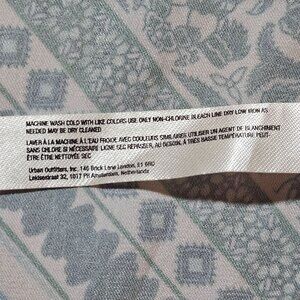 MACHINE WASH COLD WITH LIKE COLORS USE ONLY NON-CHLORINE BLEACH LINE DRY LOW IRON AS
NEEDED MAY BE DRY CLEANED
LAVER À LA MACHINE À L'EAU FROIDE AVEC COULEURS SIMILAIRES UTILISER UN AGENT DE BLANCHIMENT
SANS CHLORE SI NÉCESSAIRE LIGNE SEC REPASSER, AU BESOIN, À TRÈS BASSE TEMPÉRATURE PEUT-
ÊTRE ÊTRE NETTOYÉE SEC
Urban Outfitters, Inc. 146 Brick Lane London, E1 6RU
Leidsestraat 32, 1017 PB Amsterdam, Netherlands